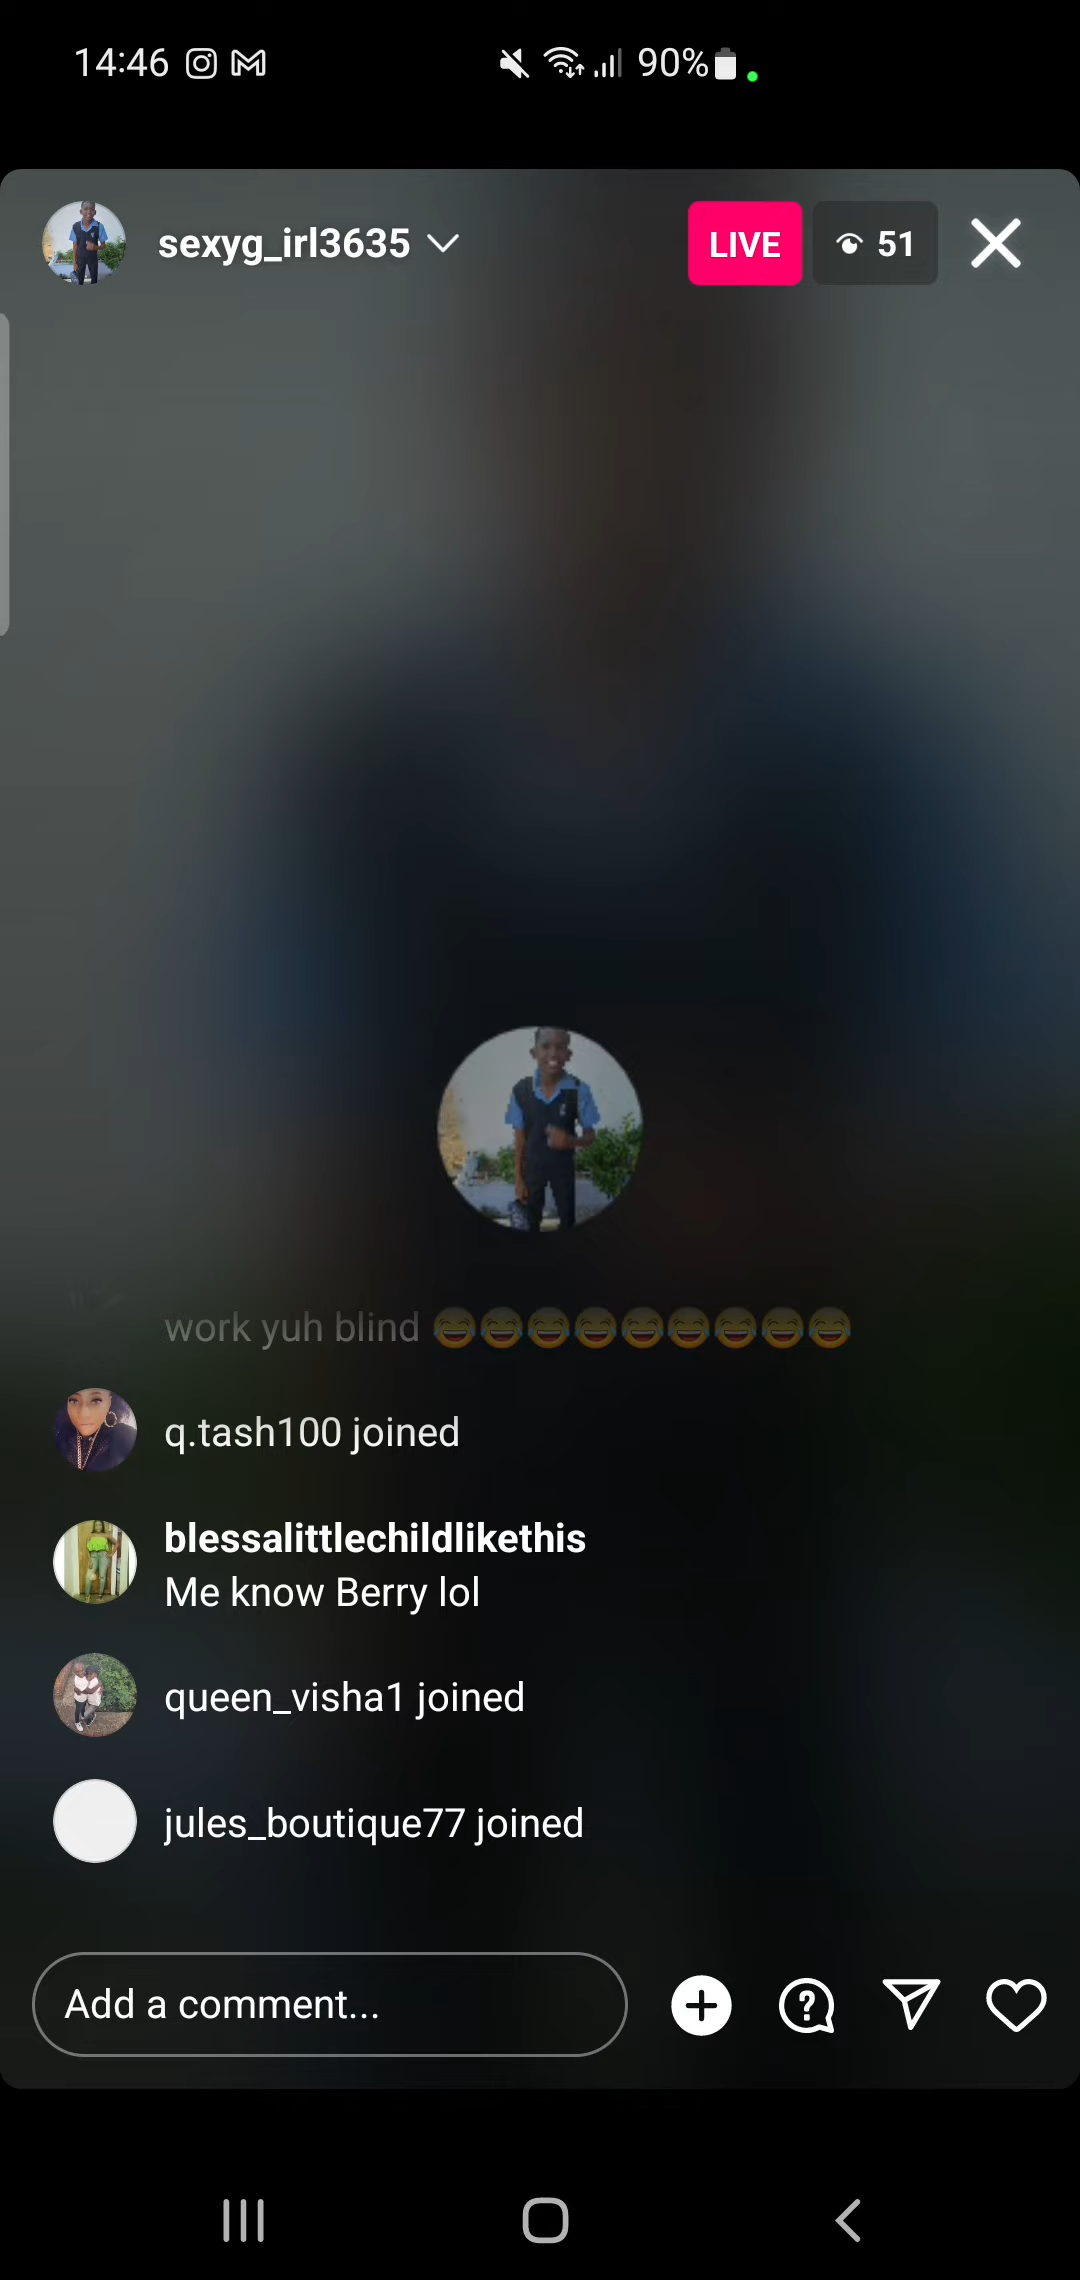 14:46 90%
sexyg_irl3635 LIVE 51
work yuh blind 😂😂😂😂😂😂😂😂😂
q.tash100 joined
blessalittlechildlikethis
Me know Berry lol
queen_visha1 joined
jules_boutique77 joined
Add a comment...